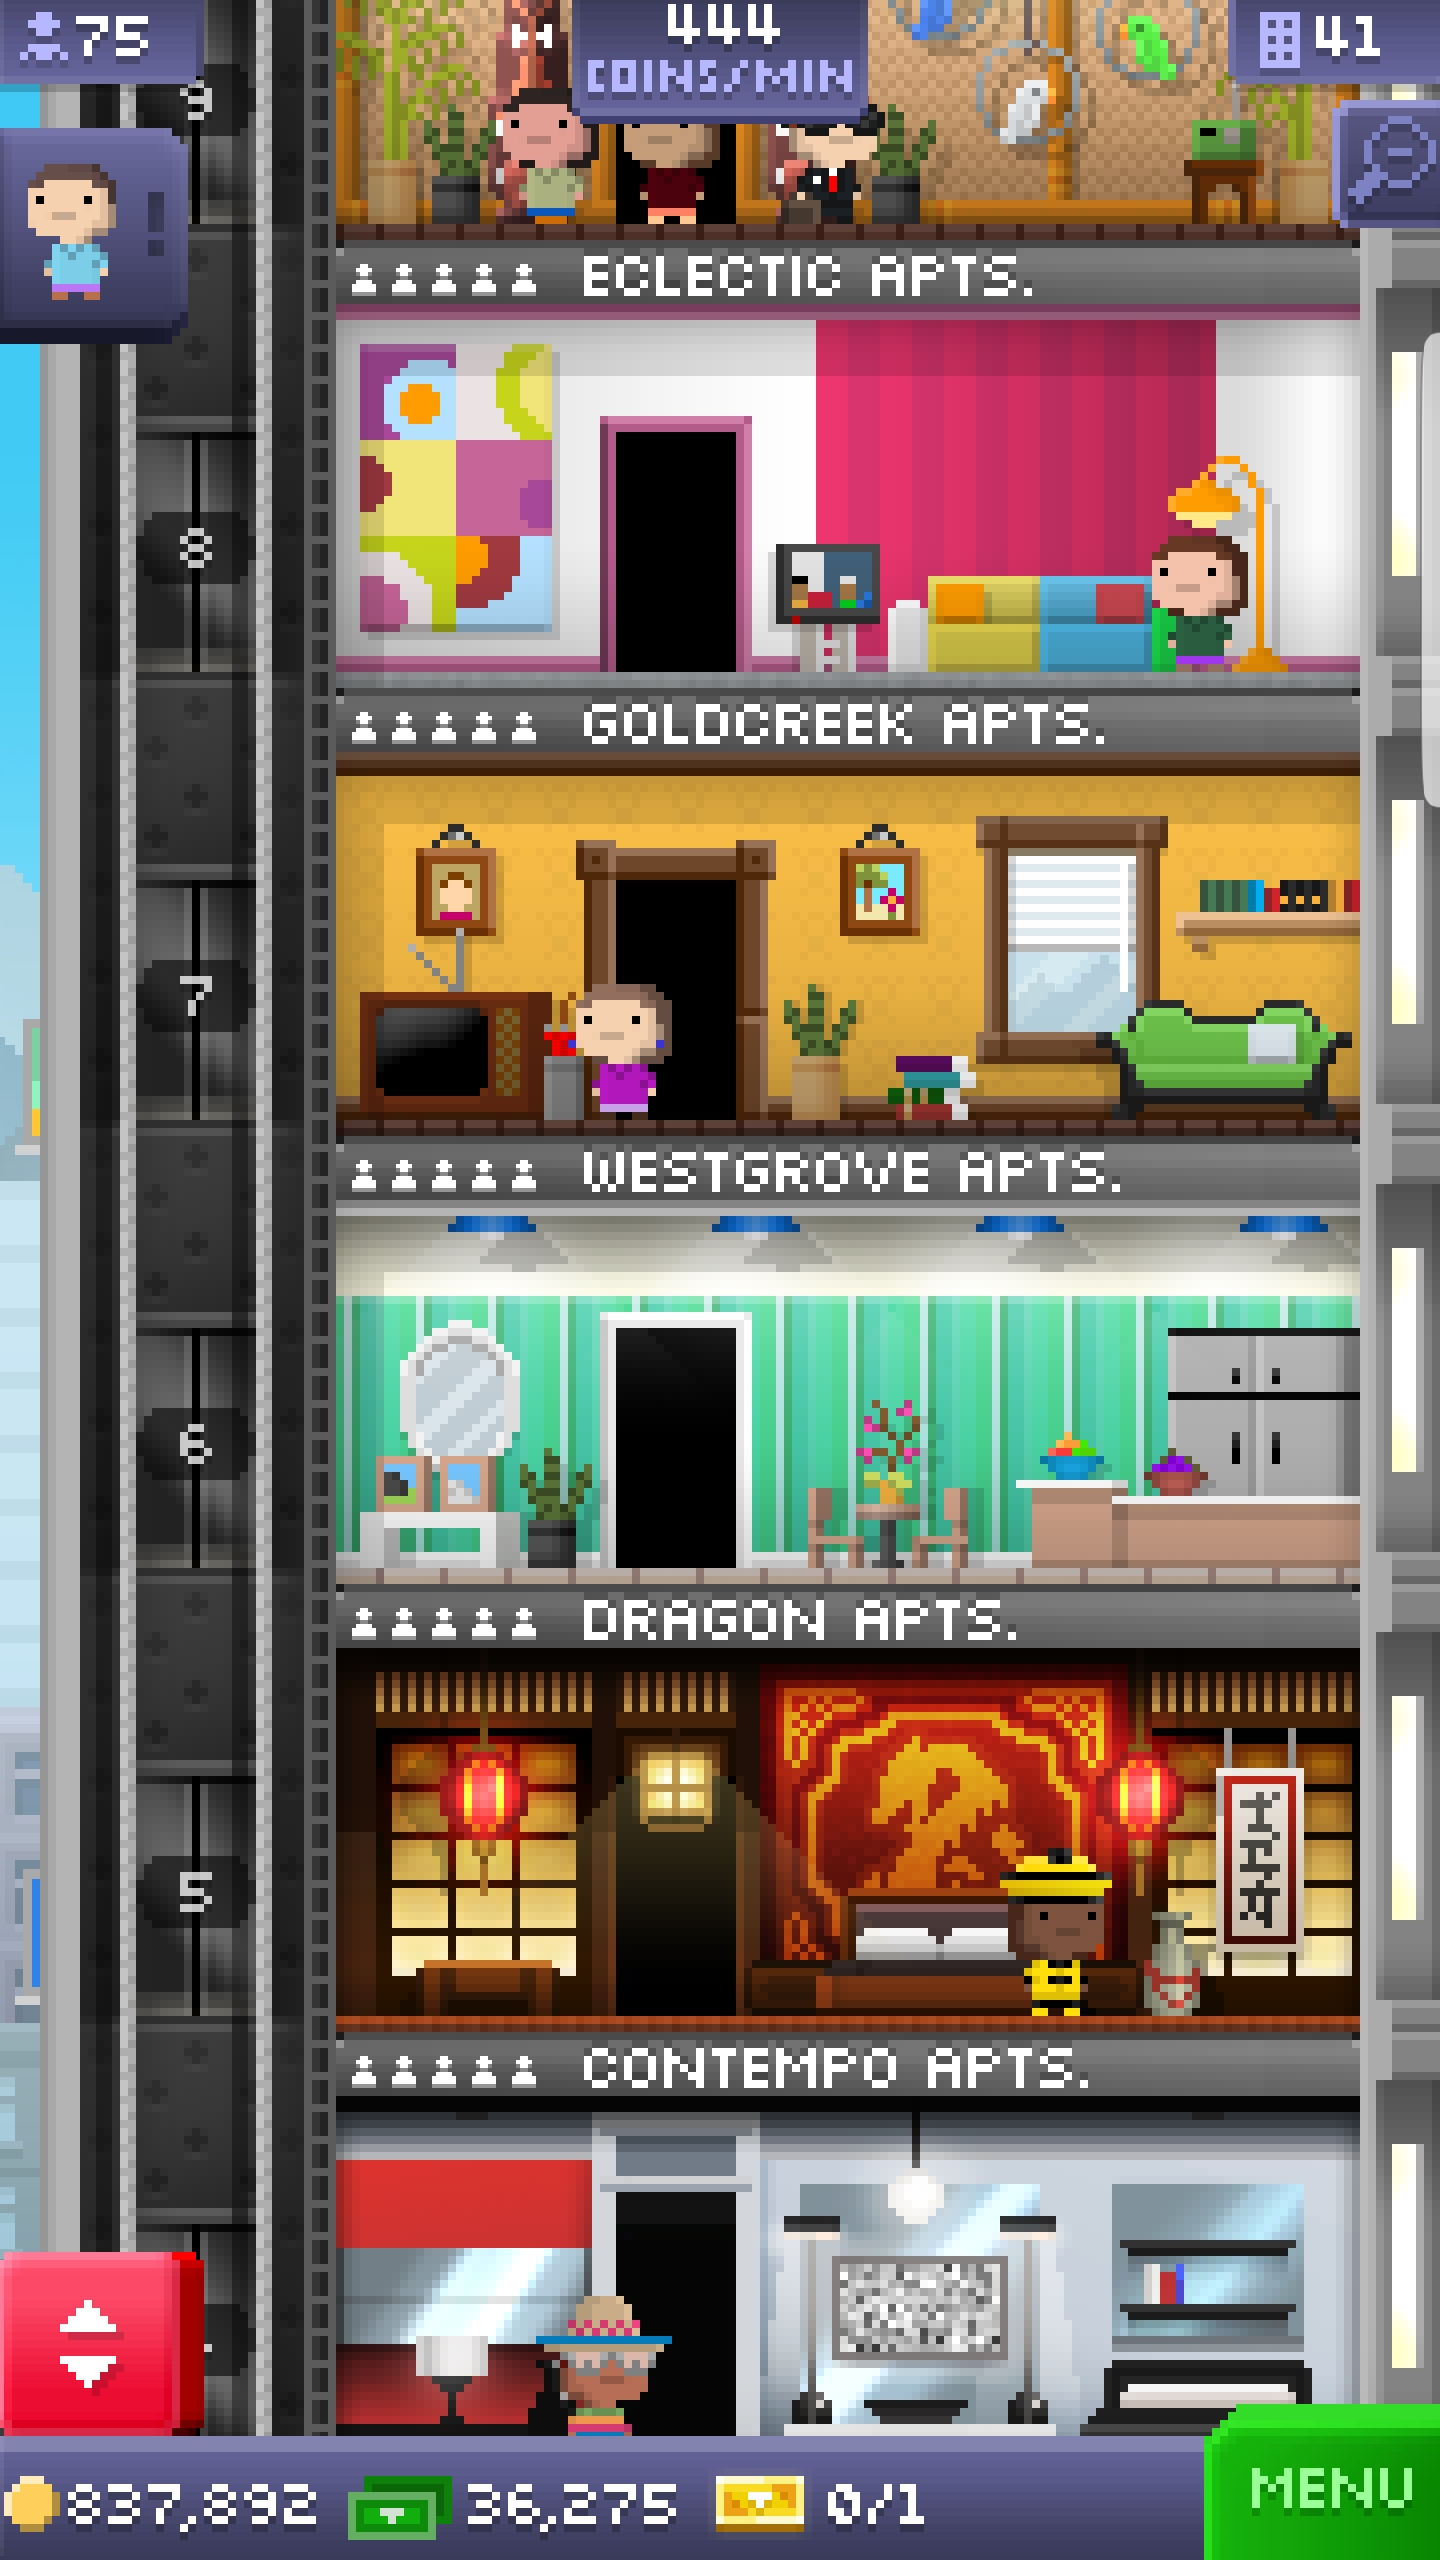 75
444
COINS/MIN
41
9
!
ECLECTIC APTS.
8
GOLDCREEK APTS.
7
WESTGROVE APTS.
6
DRAGON APTS.
5
CONTEMPO APTS.
837,892
36,275
0/1
MENU